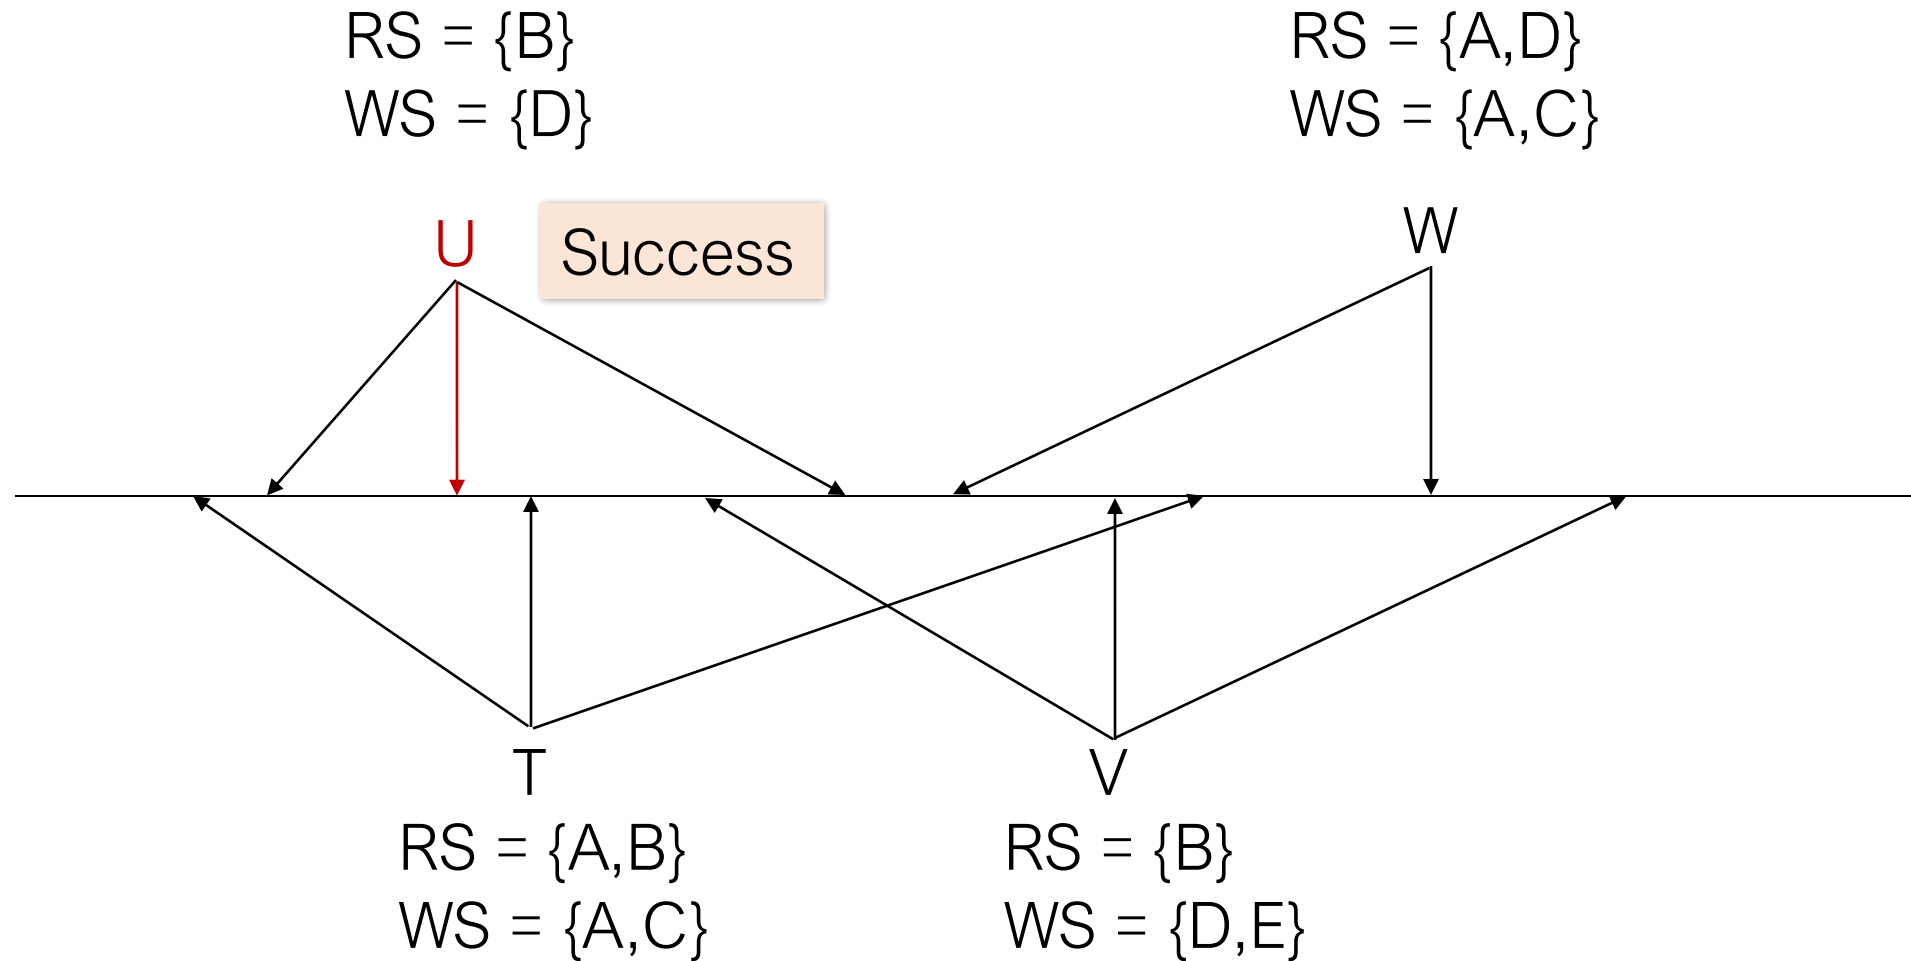 RS = {B}
WS = {D}
RS = {A,D}
WS = {A,C}
U
Success
W
T
RS = {A,B}
WS = {A,C}
V
RS = {B}
WS = {D,E}